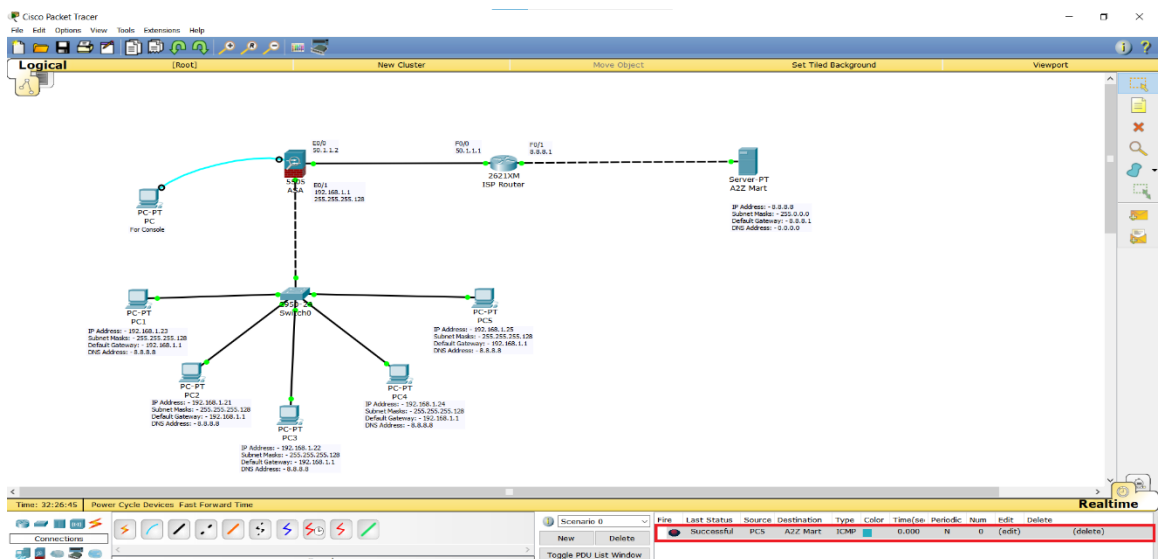 Cisco Packet Tracer
File Edit Options View Tools Extensions Help
Logical [Root] New Cluster Move Object Set Tiled Background Viewport
E0/0
50.1.1.2
F0/0
50.1.1.1
F0/1
8.8.8.1
5505
ASA
E0/1
192.168.1.1
255.255.255.128
2621XM
ISP Router
Server-PT
A2Z Mart
IP Address: - 8.8.8.8
Subnet Masks: - 255.0.0.0
Default Gateway: - 8.8.8.1
DNS Address: - 0.0.0.0
PC-PT
PC
For Console
2950-24
Switch0
PC-PT
PC1
IP Address: - 192.168.1.23
Subnet Masks: - 255.255.255.128
Default Gateway: - 192.168.1.1
DNS Address: - 8.8.8.8
PC-PT
PC5
IP Address: - 192.168.1.25
Subnet Masks: - 255.255.255.128
Default Gateway: - 192.168.1.1
DNS Address: - 8.8.8.8
PC-PT
PC2
IP Address: - 192.168.1.21
Subnet Masks: - 255.255.255.128
Default Gateway: - 192.168.1.1
DNS Address: - 8.8.8.8
PC-PT
PC4
IP Address: - 192.168.1.24
Subnet Masks: - 255.255.255.128
Default Gateway: - 192.168.1.1
DNS Address: - 8.8.8.8
PC-PT
PC3
IP Address: - 192.168.1.22
Subnet Masks: - 255.255.255.128
Default Gateway: - 192.168.1.1
DNS Address: - 8.8.8.8
Time: 32:26:45 Power Cycle Devices Fast Forward Time Realtime
Connections
Scenario 0
New Delete
Toggle PDU List Window
Fire Last Status Source Destination Type Color Time(se Periodic Num Edit Delete
Successful PC5 A2Z Mart ICMP 0.000 N 0 (edit) (delete)